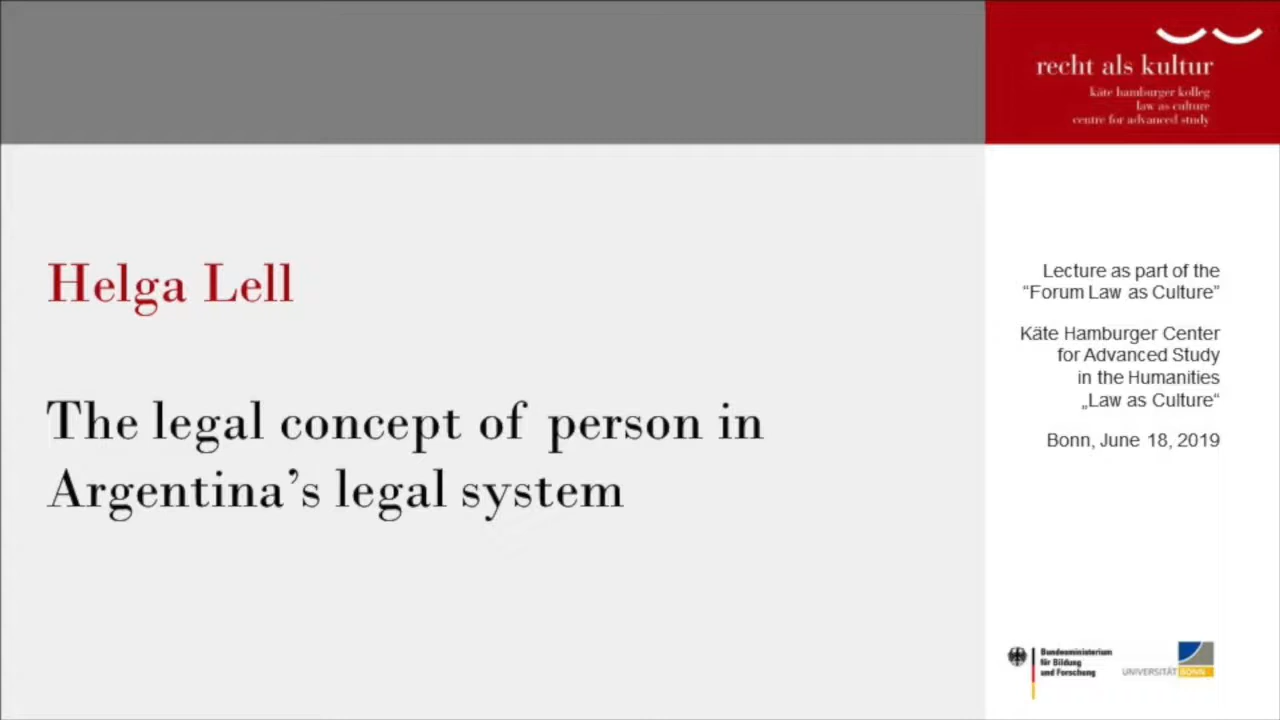 recht als kultur
käte hamburger kolleg
law as culture
centre for advanced study
Helga Lell
The legal concept of person in
Argentina’s legal system
Lecture as part of the
“Forum Law as Culture”
Käte Hamburger Center
for Advanced Study
in the Humanities
„Law as Culture“
Bonn, June 18, 2019
Bundesministerium
für Bildung
und Forschung
UNIVERSITÄT BONN